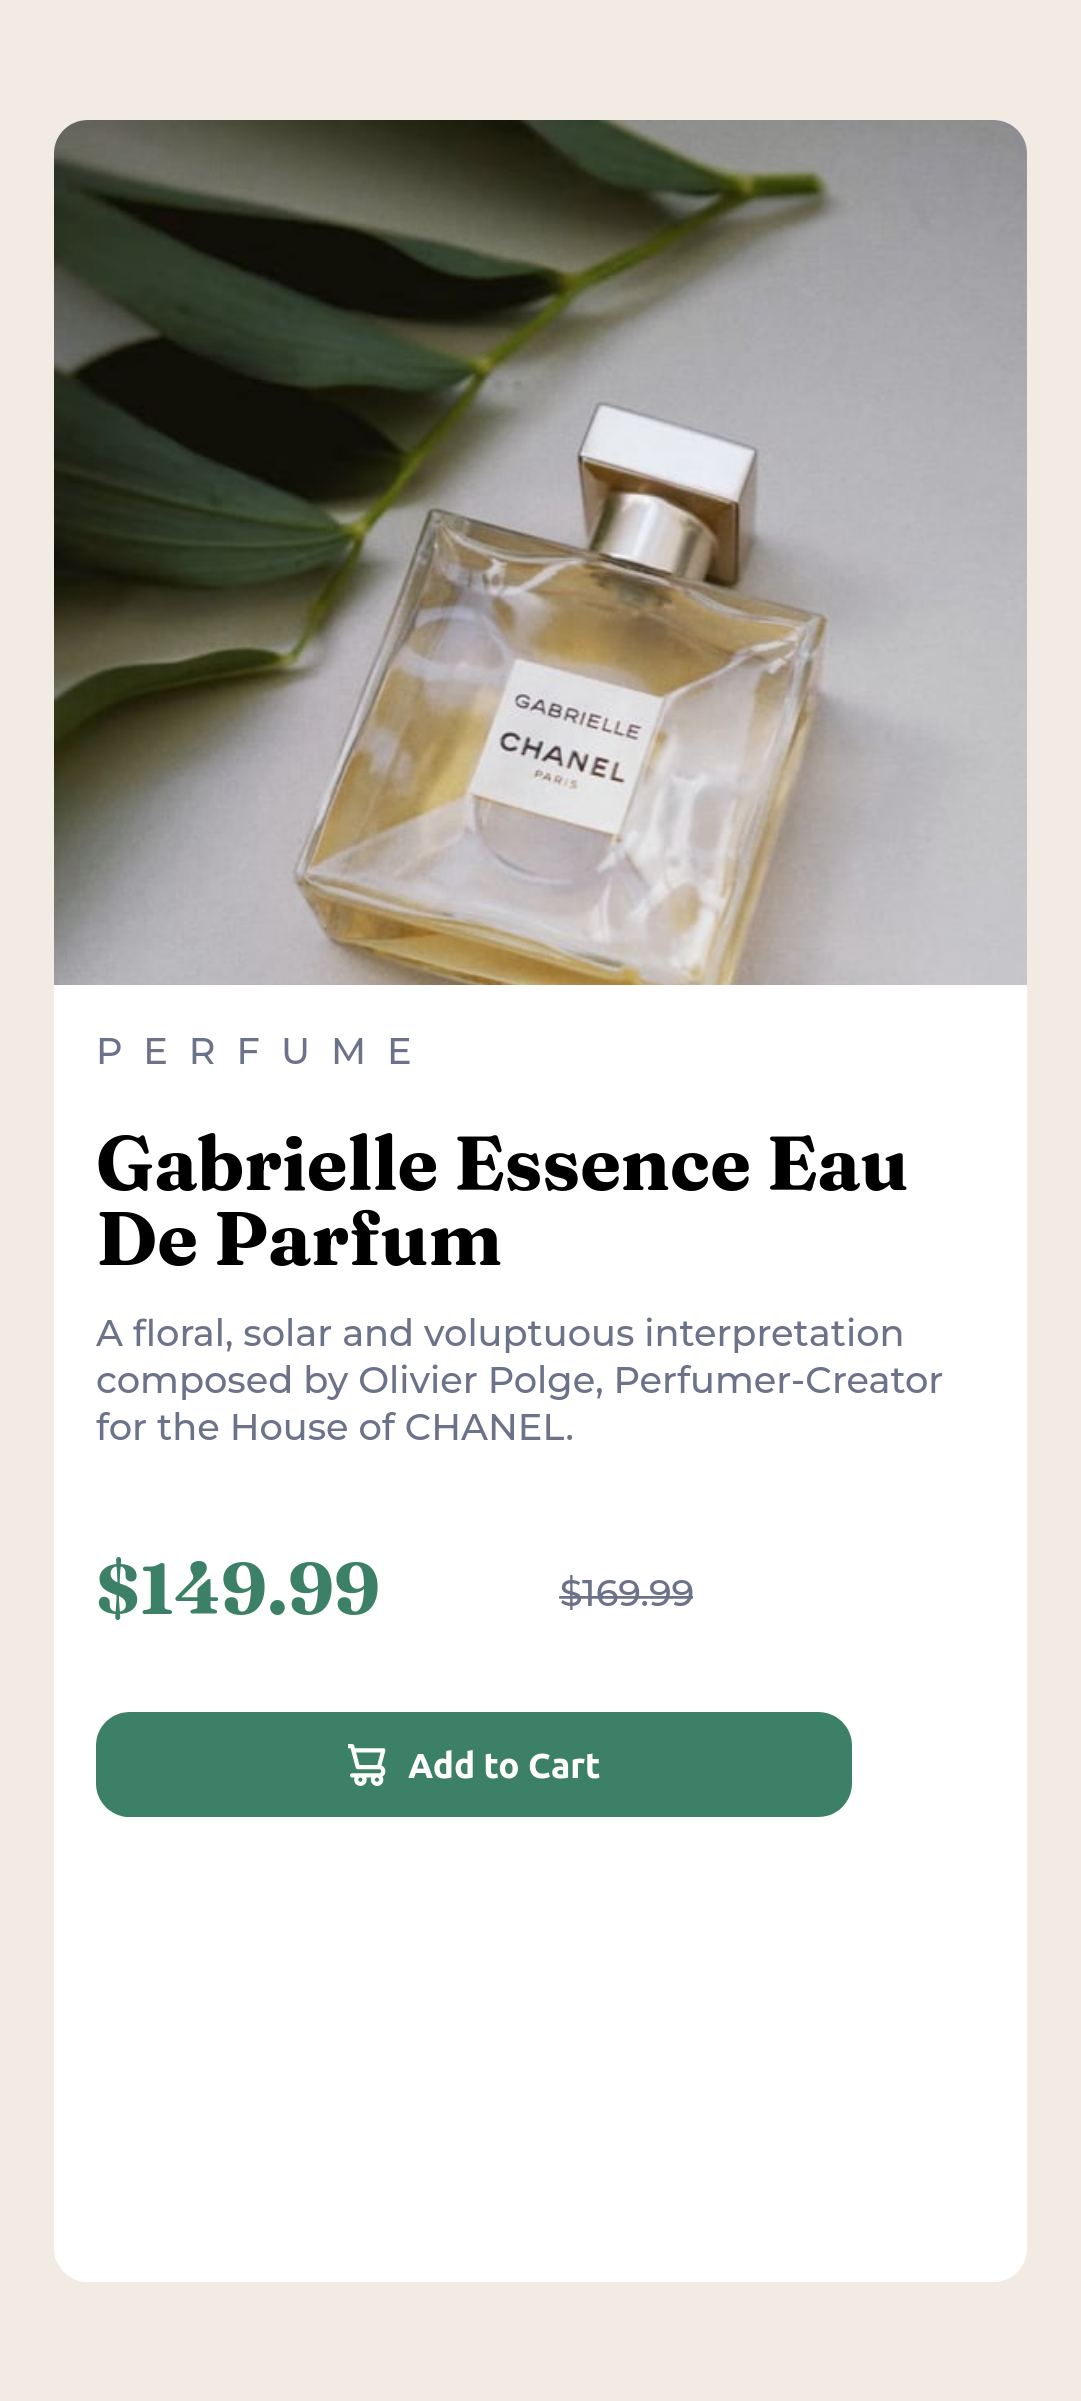 GABRIELLE
CHANEL
PARIS
PERFUME
Gabrielle Essence Eau
De Parfum
A floral, solar and voluptuous interpretation
composed by Olivier Polge, Perfumer-Creator
for the House of CHANEL.
$149.99 $169.99
Add to Cart